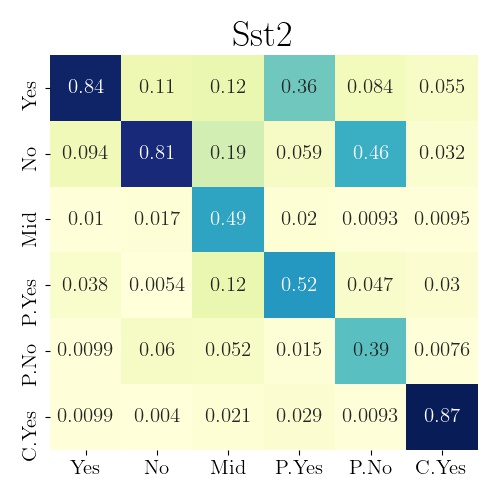 Sst2
Yes 0.84 0.11 0.12 0.36 0.084 0.055
No 0.094 0.81 0.19 0.059 0.46 0.032
Mid 0.01 0.017 0.49 0.02 0.0093 0.0095
P.Yes 0.038 0.0054 0.12 0.52 0.047 0.03
P.No 0.0099 0.06 0.052 0.015 0.39 0.0076
C.Yes 0.0099 0.004 0.021 0.029 0.0093 0.87
Yes No Mid P.Yes P.No C.Yes